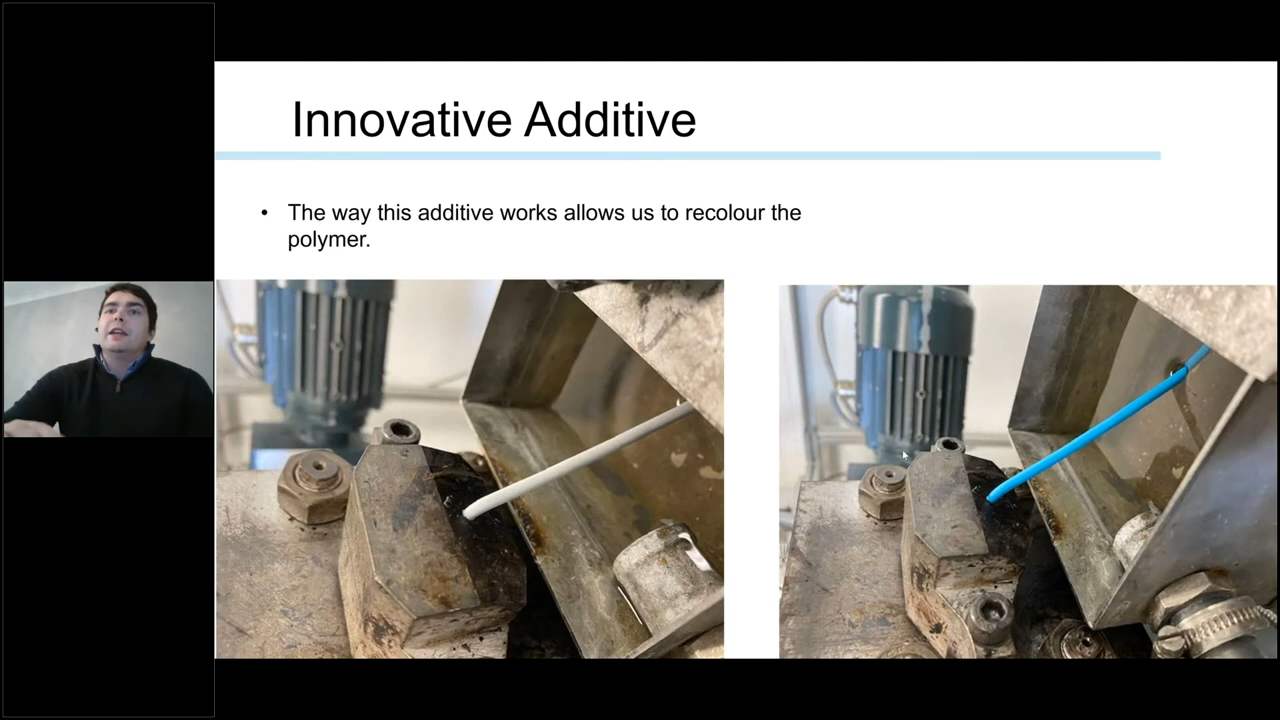 Innovative Additive
• The way this additive works allows us to recolour the
polymer.